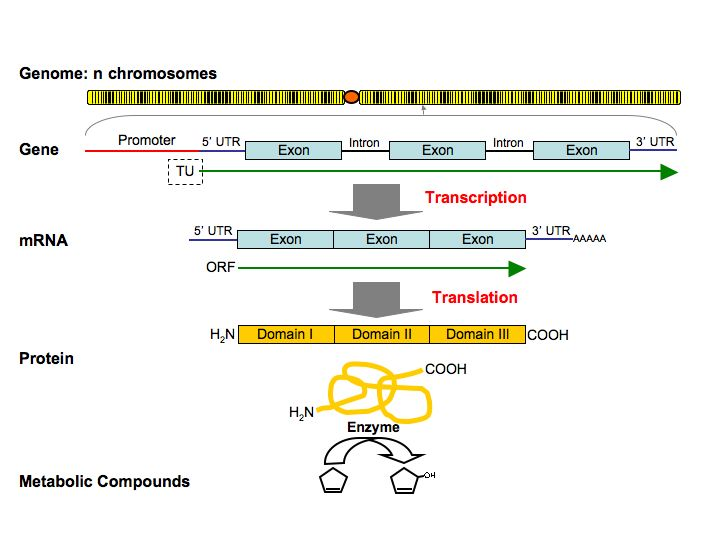 Genome: n chromosomes
Promoter 5' UTR Intron Intron 3' UTR
Gene Exon Exon Exon
TU
Transcription
5' UTR 3' UTR
mRNA Exon Exon Exon AAAAA
ORF
Translation
H2N Domain I Domain II Domain III COOH
Protein
COOH
H2N
Enzyme
OH
Metabolic Compounds